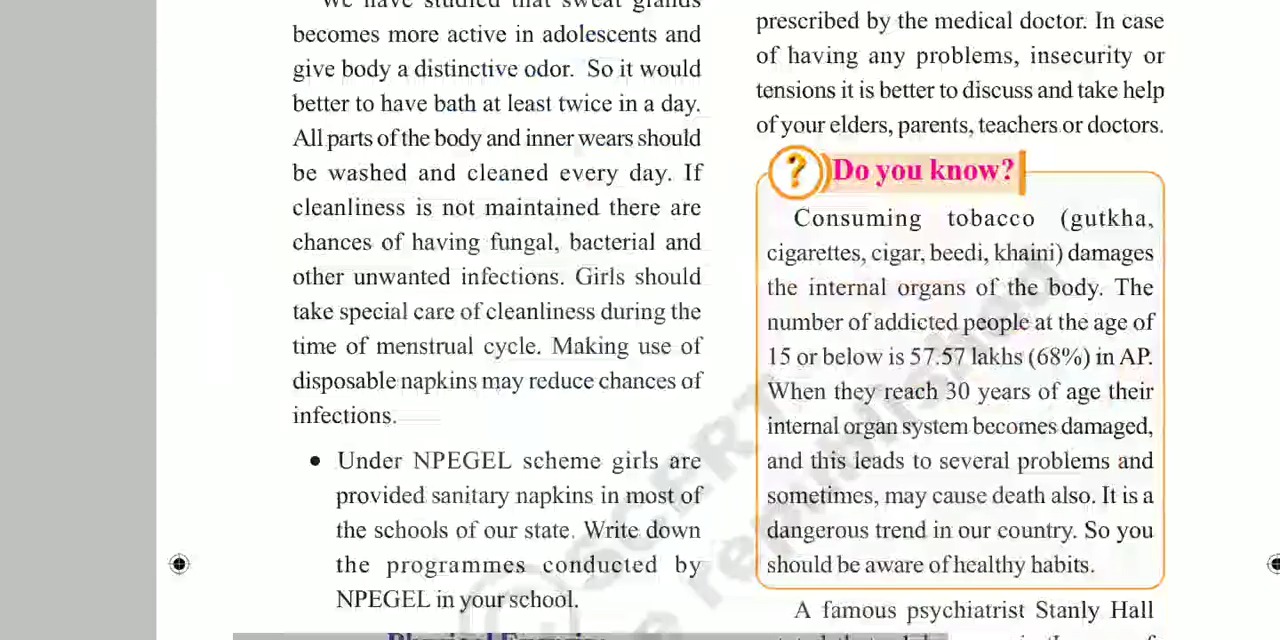 We have studied that sweat glands
becomes more active in adolescents and
give body a distinctive odor. So it would
better to have bath at least twice in a day.
All parts of the body and inner wears should
be washed and cleaned every day. If
cleanliness is not maintained there are
chances of having fungal, bacterial and
other unwanted infections. Girls should
take special care of cleanliness during the
time of menstrual cycle. Making use of
disposable napkins may reduce chances of
infections.
• Under NPEGEL scheme girls are
provided sanitary napkins in most of
the schools of our state. Write down
the programmes conducted by
NPEGEL in your school.
prescribed by the medical doctor. In case
of having any problems, insecurity or
tensions it is better to discuss and take help
of your elders, parents, teachers or doctors.
? Do you know?
Consuming tobacco (gutkha,
cigarettes, cigar, beedi, khaini) damages
the internal organs of the body. The
number of addicted people at the age of
15 or below is 57.57 lakhs (68%) in AP.
When they reach 30 years of age their
internal organ system becomes damaged,
and this leads to several problems and
sometimes, may cause death also. It is a
dangerous trend in our country. So you
should be aware of healthy habits.
A famous psychiatrist Stanly Hall